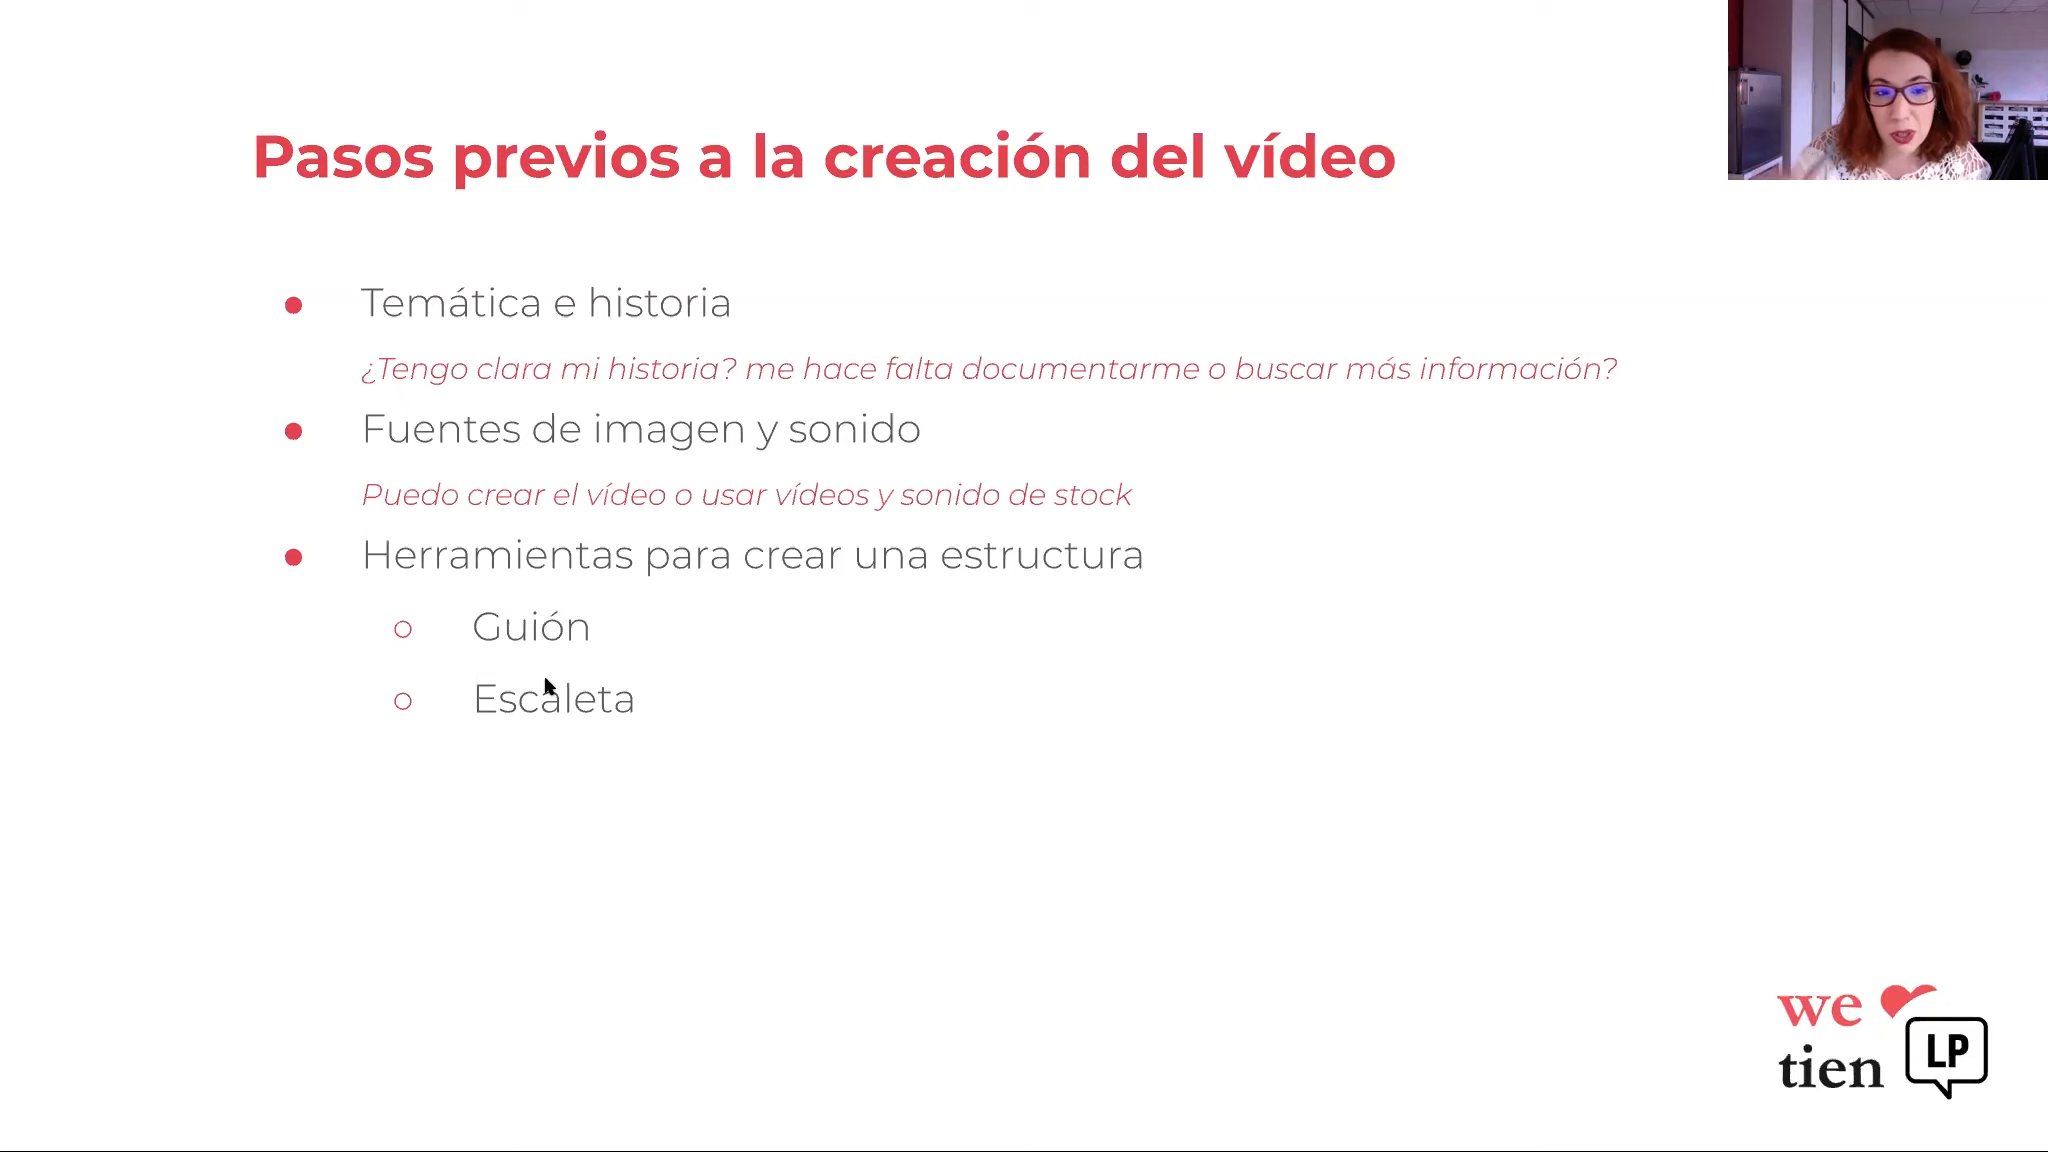 Pasos previos a la creación del vídeo
Temática e historia
¿Tengo clara mi historia? me hace falta documentarme o buscar más información?
Fuentes de imagen y sonido
Puedo crear el vídeo o usar vídeos y sonido de stock
Herramientas para crear una estructura
Guión
Escaleta
we
tien
LP